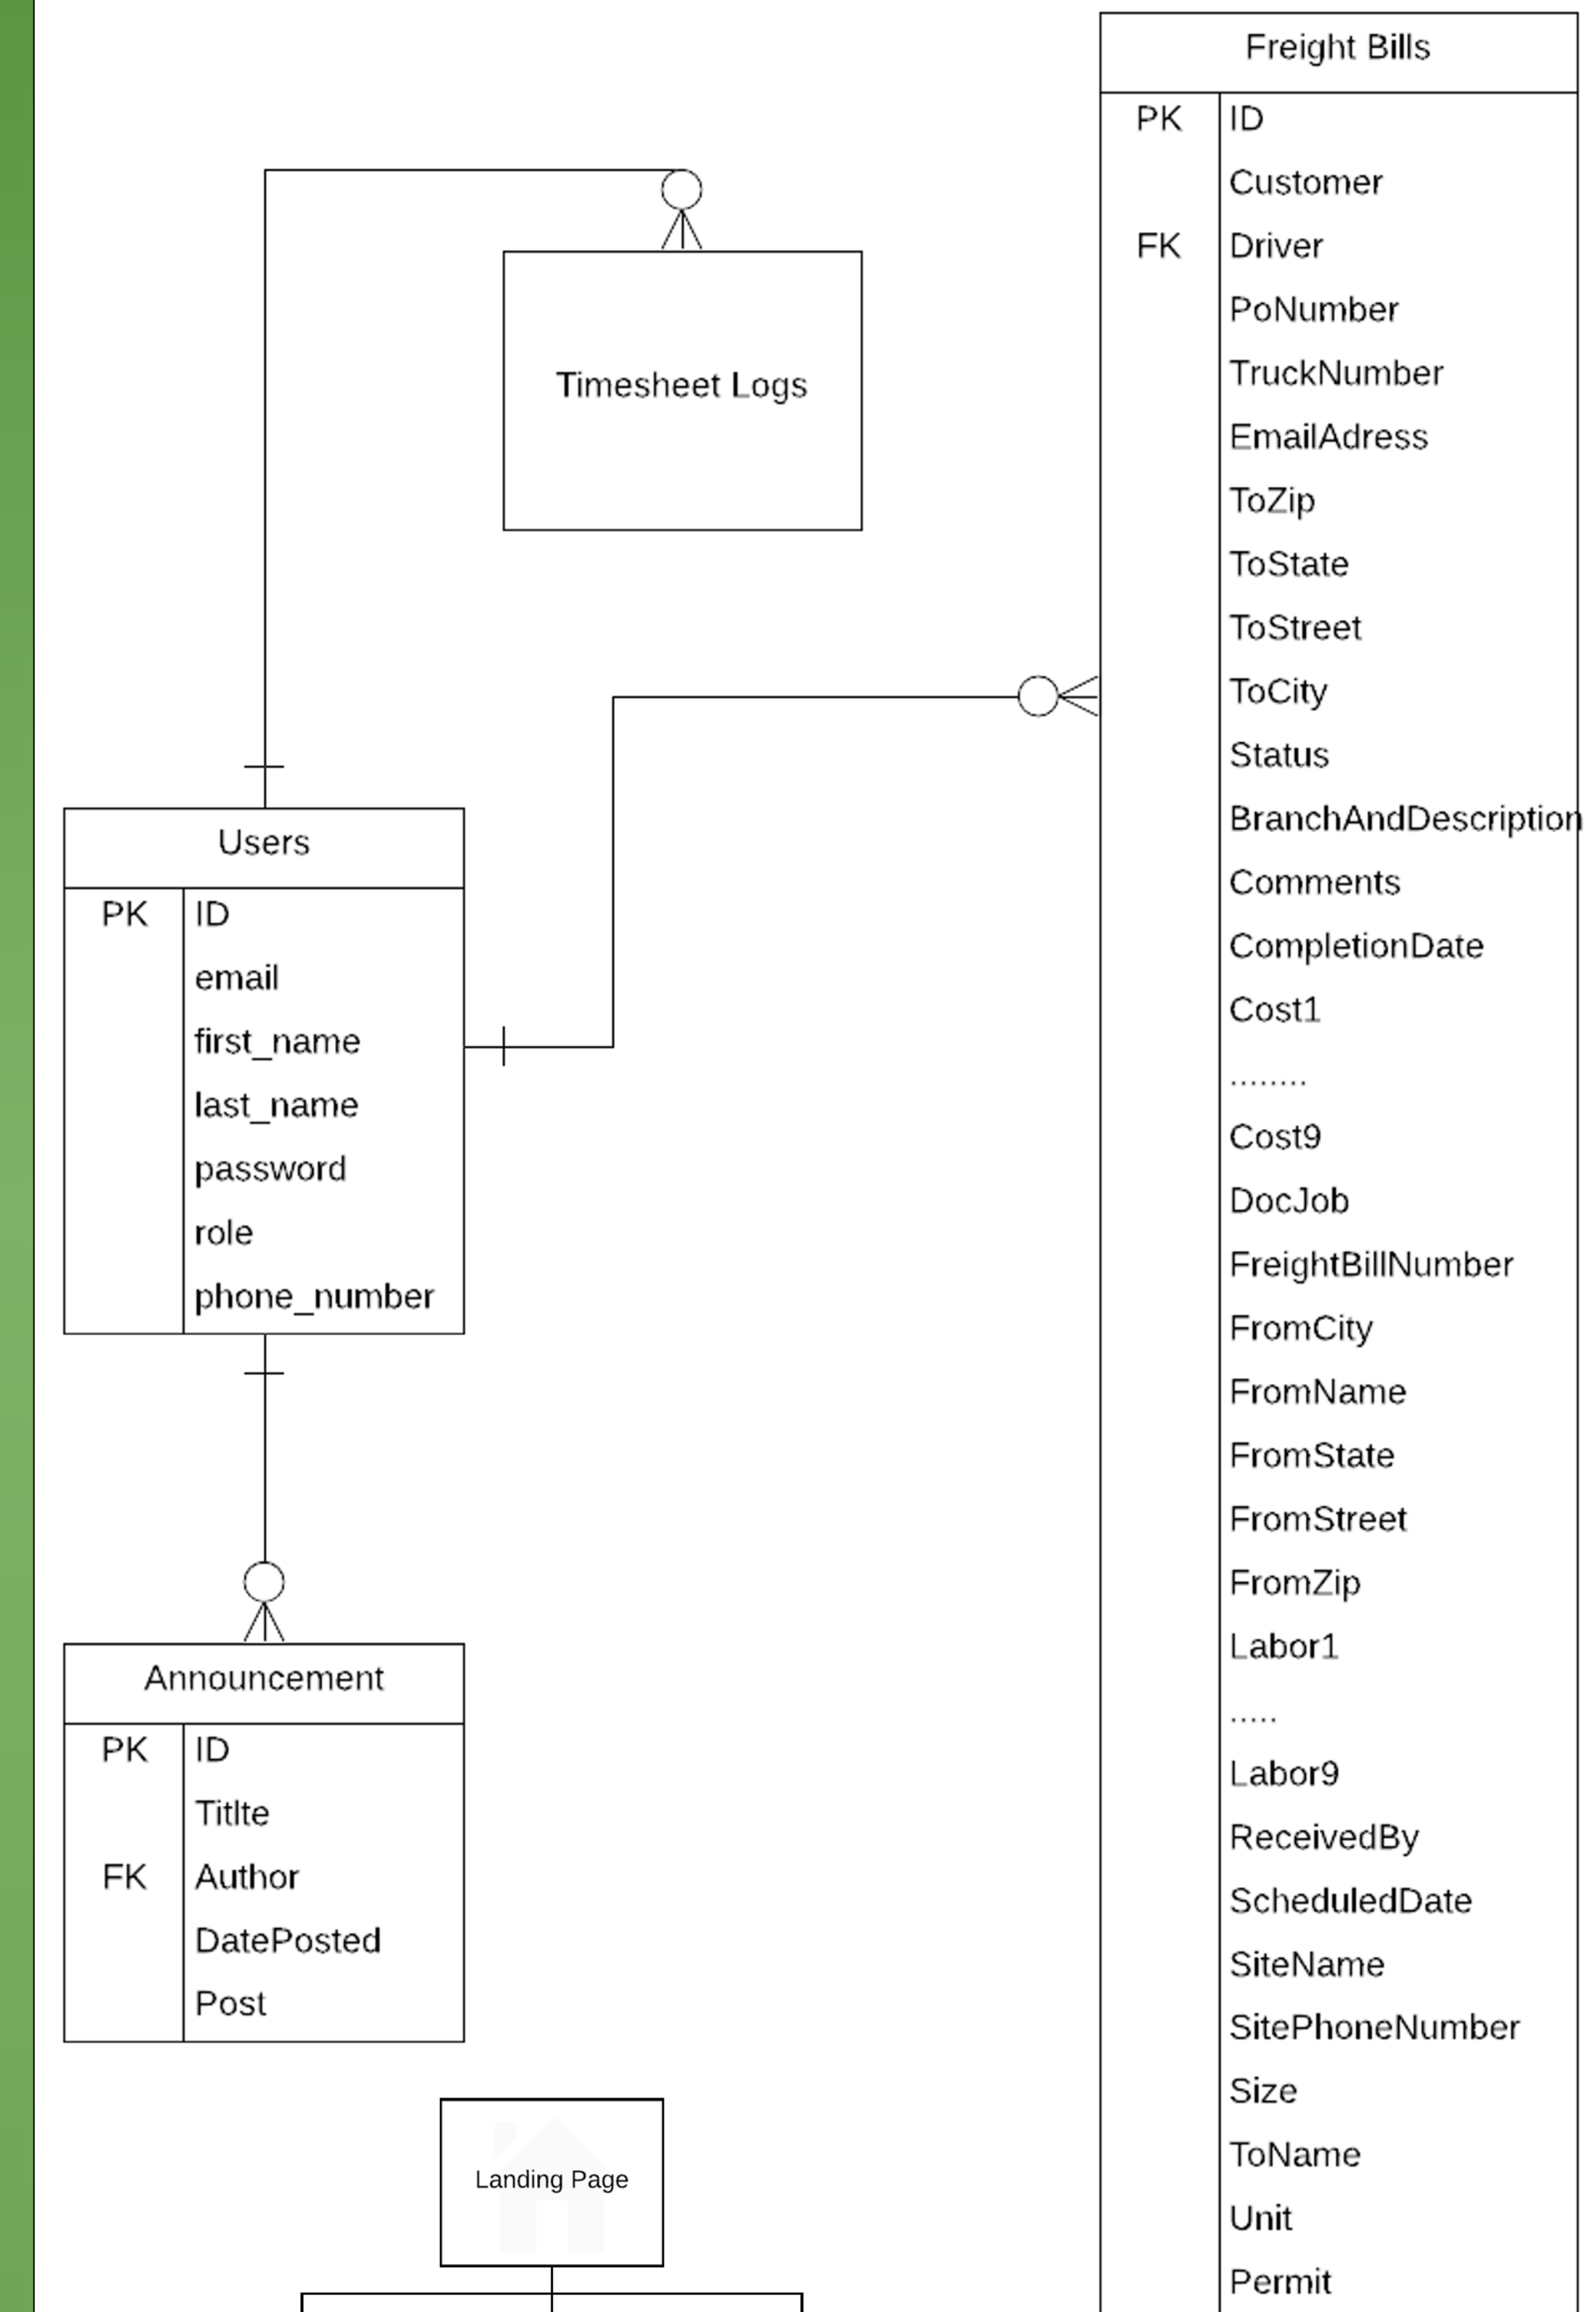 Timesheet Logs
Users
PK ID
email
first_name
last_name
password
role
phone_number
Announcement
PK ID
Titlte
FK Author
DatePosted
Post
Landing Page
Freight Bills
PK ID
Customer
FK Driver
PoNumber
TruckNumber
EmailAdress
ToZip
ToState
ToStreet
ToCity
Status
BranchAndDescription
Comments
CompletionDate
Cost1
........
Cost9
DocJob
FreightBillNumber
FromCity
FromName
FromState
FromStreet
FromZip
Labor1
.....
Labor9
ReceivedBy
ScheduledDate
SiteName
SitePhoneNumber
Size
ToName
Unit
Permit